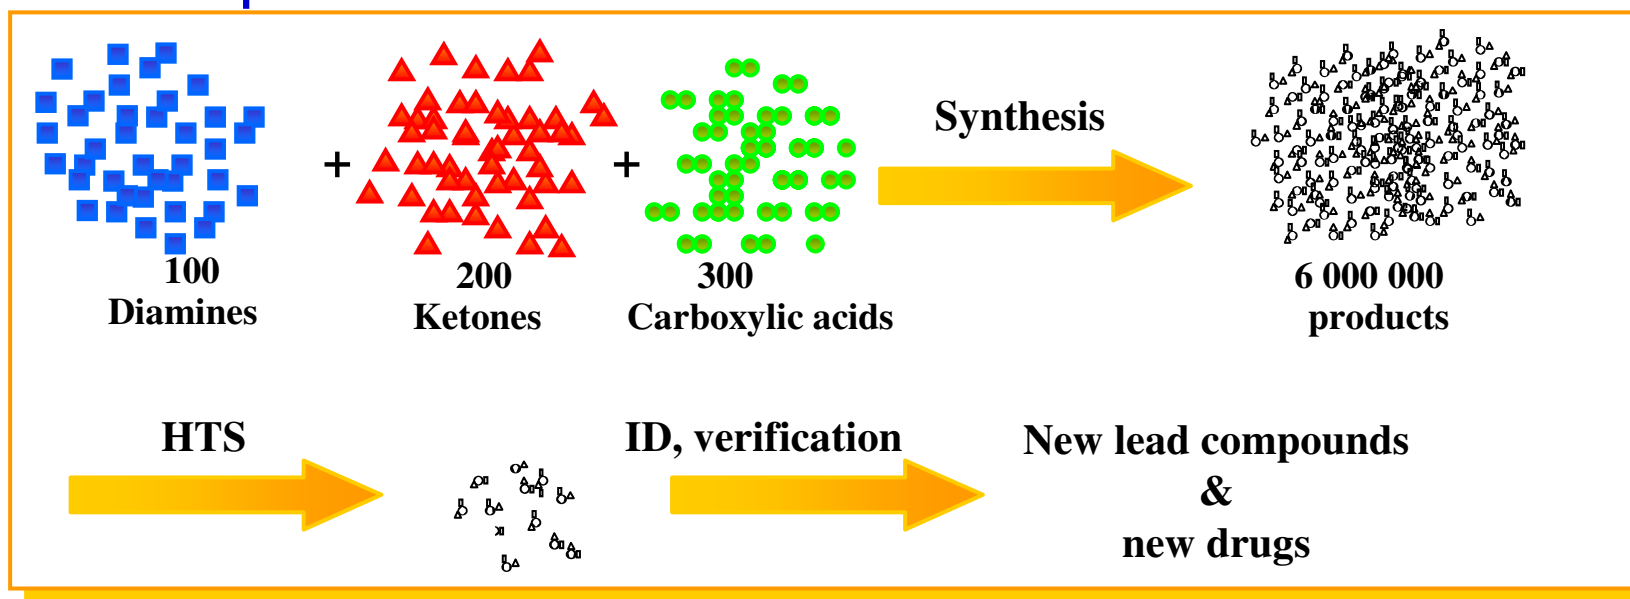 +
+
Synthesis
100
Diamines
200
Ketones
300
Carboxylic acids
6 000 000
products
HTS
ID, verification
New lead compounds
&
new drugs